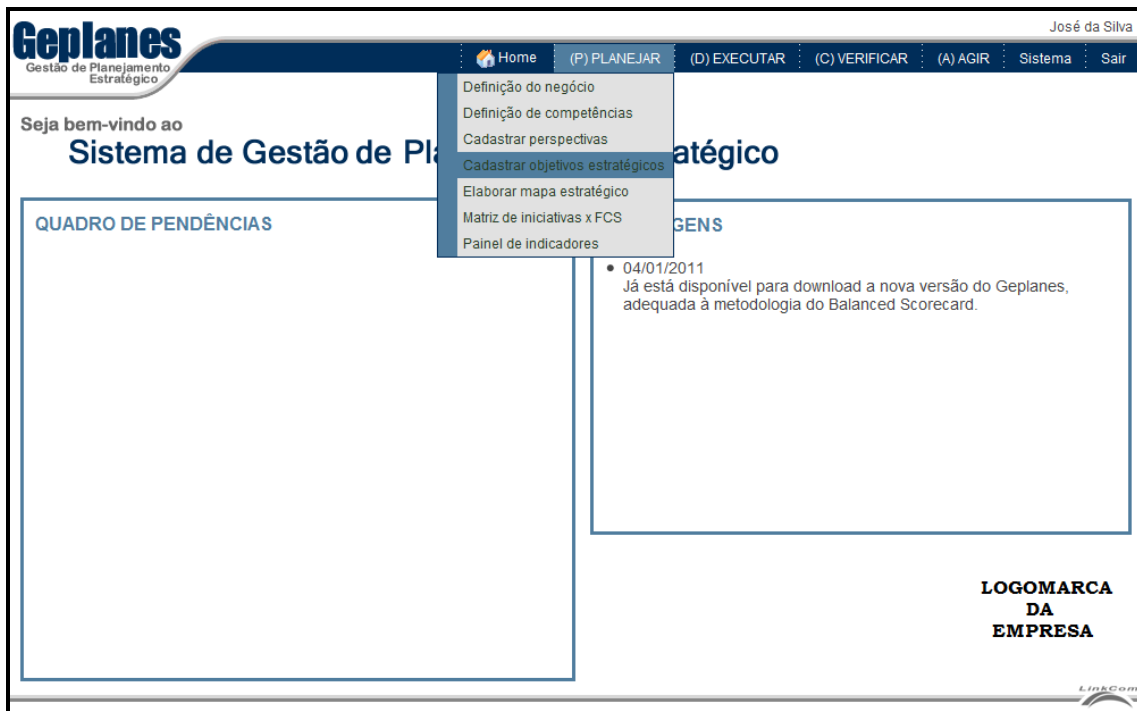 José da Silva
Geplanes
Gestão de Planejamento
Estratégico
Home (P) PLANEJAR (D) EXECUTAR (C) VERIFICAR (A) AGIR Sistema Sair
Definição do negócio
Definição de competências
Cadastrar perspectivas
Cadastrar objetivos estratégicos
Elaborar mapa estratégico
Matriz de iniciativas x FCS
Painel de indicadores
Seja bem-vindo ao
Sistema de Gestão de Pla atégico
QUADRO DE PENDÊNCIAS
GENS
04/01/2011
Já está disponível para download a nova versão do Geplanes,
adequada à metodologia do Balanced Scorecard.
LOGOMARCA
DA
EMPRESA
LinkCom